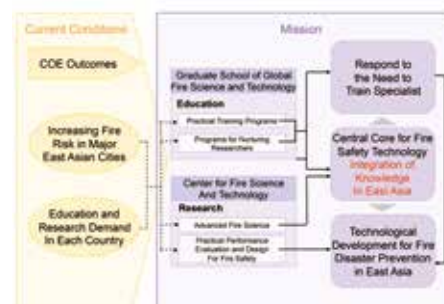 Current Conditions
COE Outcomes
Increasing Fire
Risk in Major
East Asian Cities
Education and
Research Demand
In Each Country
Mission
Graduate School of Global
Fire Science and Technology
Education
Practical Training Programs
Programs for Nurturing
Researchers
Center for Fire Science
And Technology
Research
Advanced Fire Science
Practical Performance
Evaluation and Design
For Fire Safety
Respond to
the Need to
Train Specialist
Central Core for Fire
Safety Technology
Integration of
Knowledge
In East Asia
Technological
Development for Fire
Disaster Prevention
in East Asia